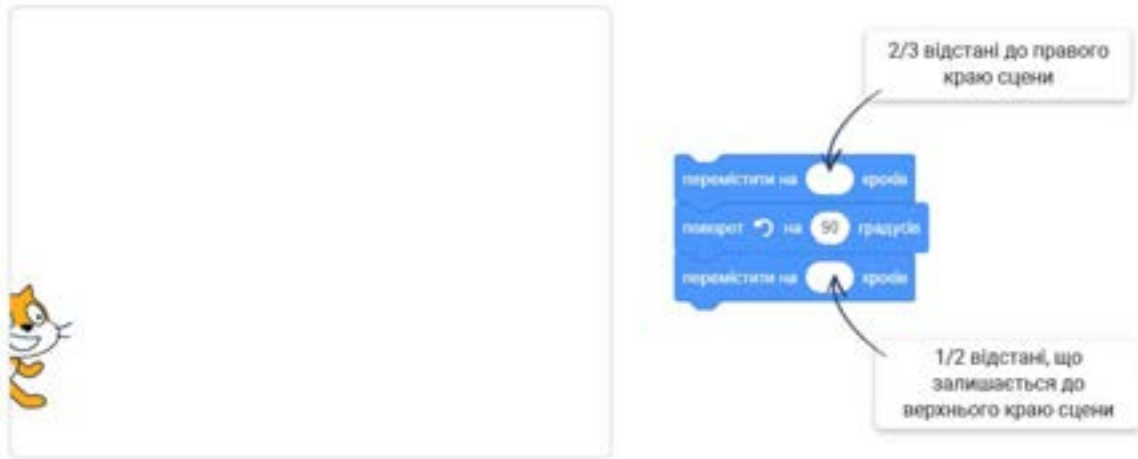 2/3 відстані до правого
краю сцени
перемістити на кроків
поворот на 90 градусів
перемістити на кроків
1/2 відстані, що
залишається до
верхнього краю сцени